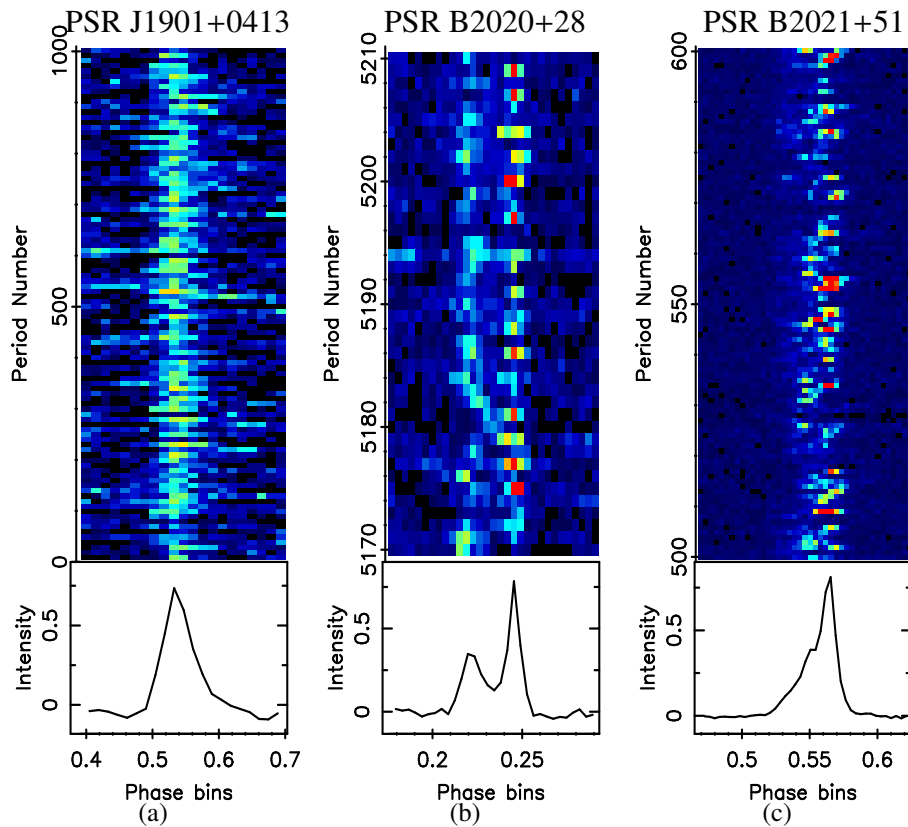 PSR J1901+0413
PSR B2020+28
PSR B2021+51
Period Number
0
500
1000
Intensity
0
0.5
0.4
0.5
0.6
0.7
Phase bins
(a)
Period Number
5170
5180
5190
5200
5210
Intensity
0
0.5
0.2
0.25
Phase bins
(b)
Period Number
500
550
600
Intensity
0
0.5
0.5
0.55
0.6
Phase bins
(c)